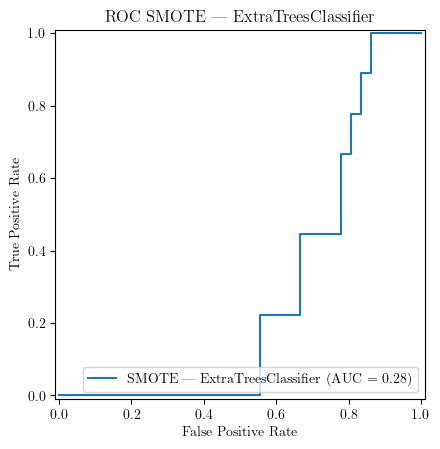 ROC SMOTE — ExtraTreesClassifier
1.0
0.8
0.6
0.4
0.2
0.0
True Positive Rate
SMOTE — ExtraTreesClassifier (AUC = 0.28)
0.0 0.2 0.4 0.6 0.8 1.0
False Positive Rate